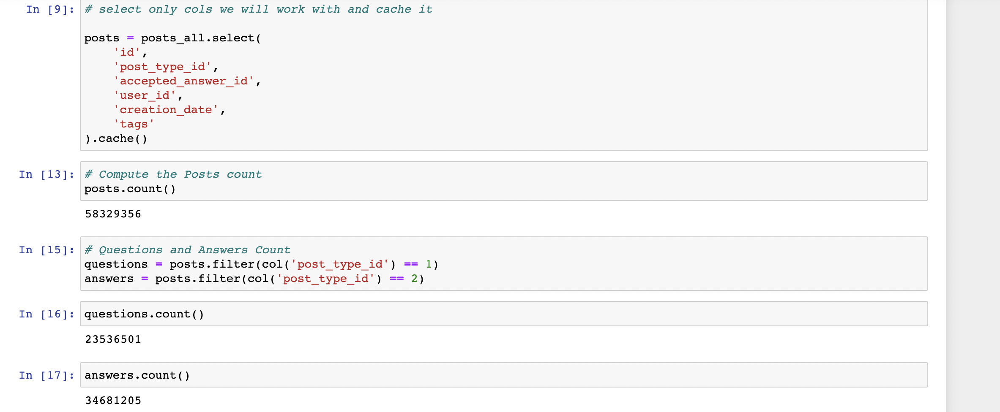 In [9]: # select only cols we will work with and cache it
posts = posts_all.select(
'id',
'post_type_id',
'accepted_answer_id',
'user_id',
'creation_date',
'tags'
).cache()
In [13]: # Compute the Posts count
posts.count()
58329356
In [15]: # Questions and Answers Count
questions = posts.filter(col('post_type_id') == 1)
answers = posts.filter(col('post_type_id') == 2)
In [16]: questions.count()
23536501
In [17]: answers.count()
34681205